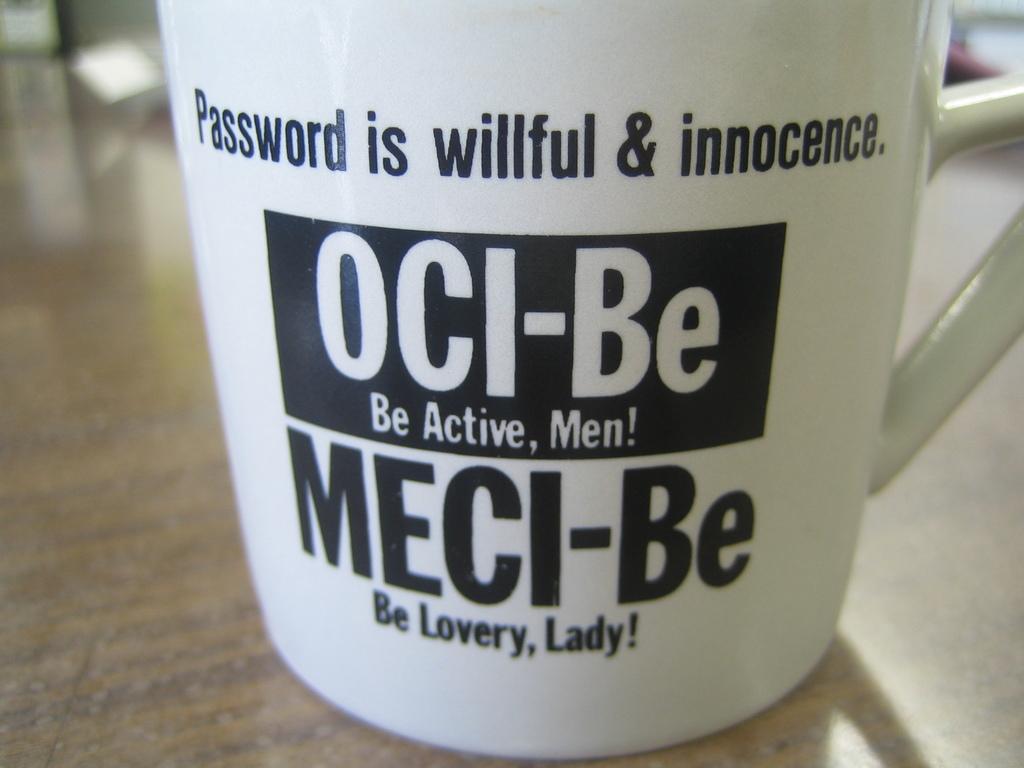 Password is willful & innocence.
OCI-Be
Be Active, Men!
MECI-Be
Be Lovery, Lady!